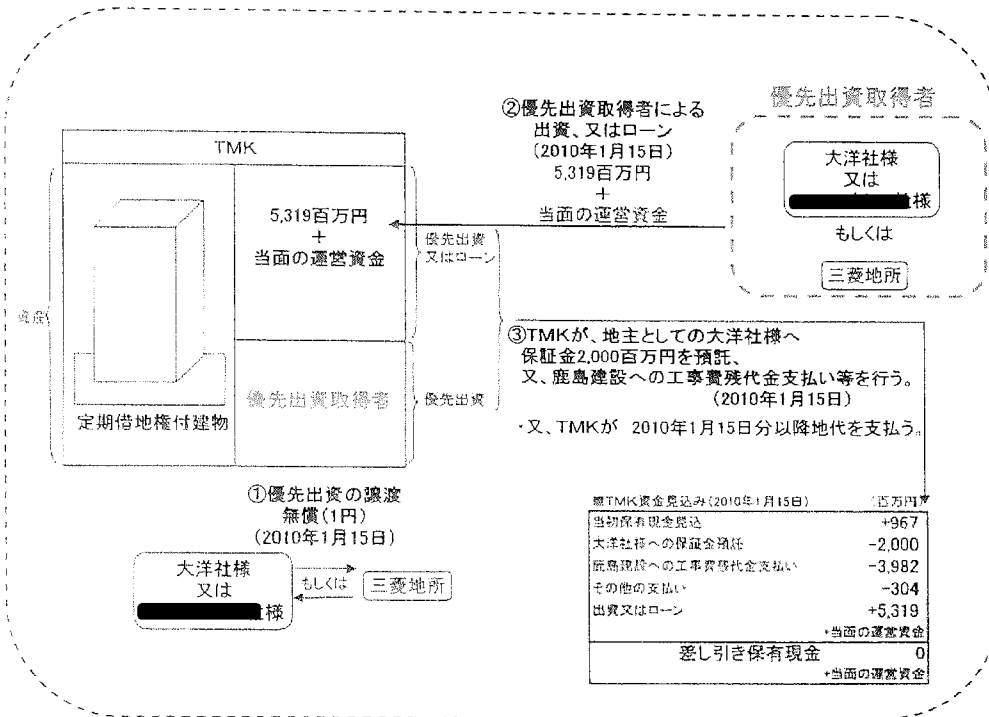 優先出資取得者
②優先出資取得者による
出資、又はローン
(2010年1月15日)
5,319百万円
+
当面の運営資金
大洋社様
又は
様
もしくは
三菱地所
TMK
5,319百万円
+
当面の運営資金
優先出資
又はローン
資産
定期借地権付建物
優先出資取得者
優先出資
③TMKが、地主としての大洋社様へ
保証金2,000百万円を預託、
又、鹿島建設への工事費残代金支払い等を行う。
(2010年1月15日)
・又、TMKが 2010年1月15日分以降地代を支払う。
①優先出資の譲渡
無償(1円)
(2010年1月15日)
大洋社様
又は
様
もしくは
三菱地所
TMK資金見込み(2010年1月15日) (百万円)
当初保有現金見込 +967
大洋社様への保証金預託 -2,000
鹿島建設への工事費残代金支払い -3,982
その他の支払い -304
出資又はローン +5,319
+当面の運営資金
差し引き保有現金 0
+当面の運営資金